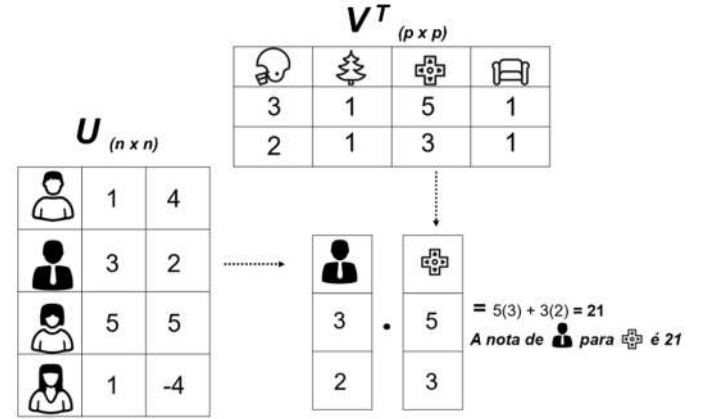 V T (p x p)
3 1 5 1
2 1 3 1
U (n x n)
1 4
3 2
5 5
1 -4
3 . 5
2 3
= 5(3) + 3(2) = 21
A nota de para é 21